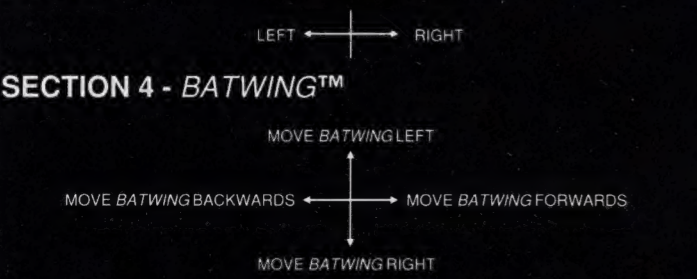 LEFT RIGHT
SECTION 4 - BATWING™
MOVE BATWING LEFT
MOVE BATWING BACKWARDS MOVE BATWING FORWARDS
MOVE BATWING RIGHT